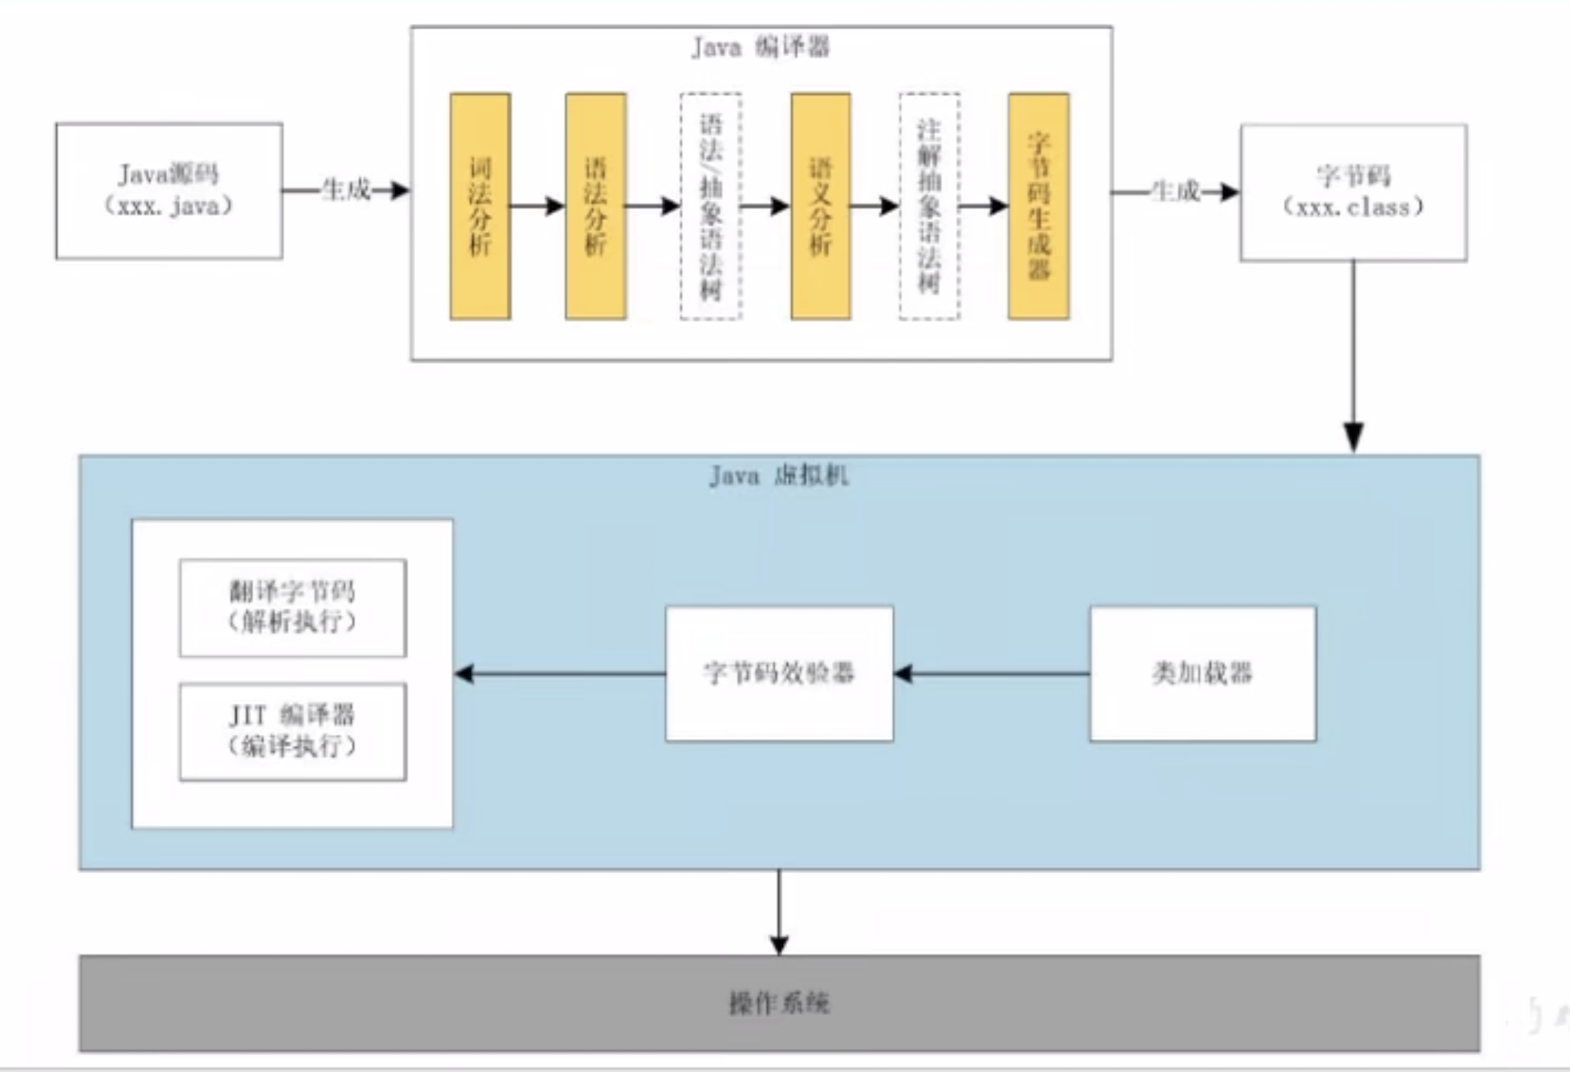 Java 编译器
Java源码
（xxx.java）
生成
词法分析
语法分析
语法/抽象语法树
语义分析
注解抽象语法树
字节码生成器
生成
字节码
（xxx.class）
Java 虚拟机
翻译字节码
（解析执行）
JIT 编译器
（编译执行）
字节码效验器
类加载器
操作系统